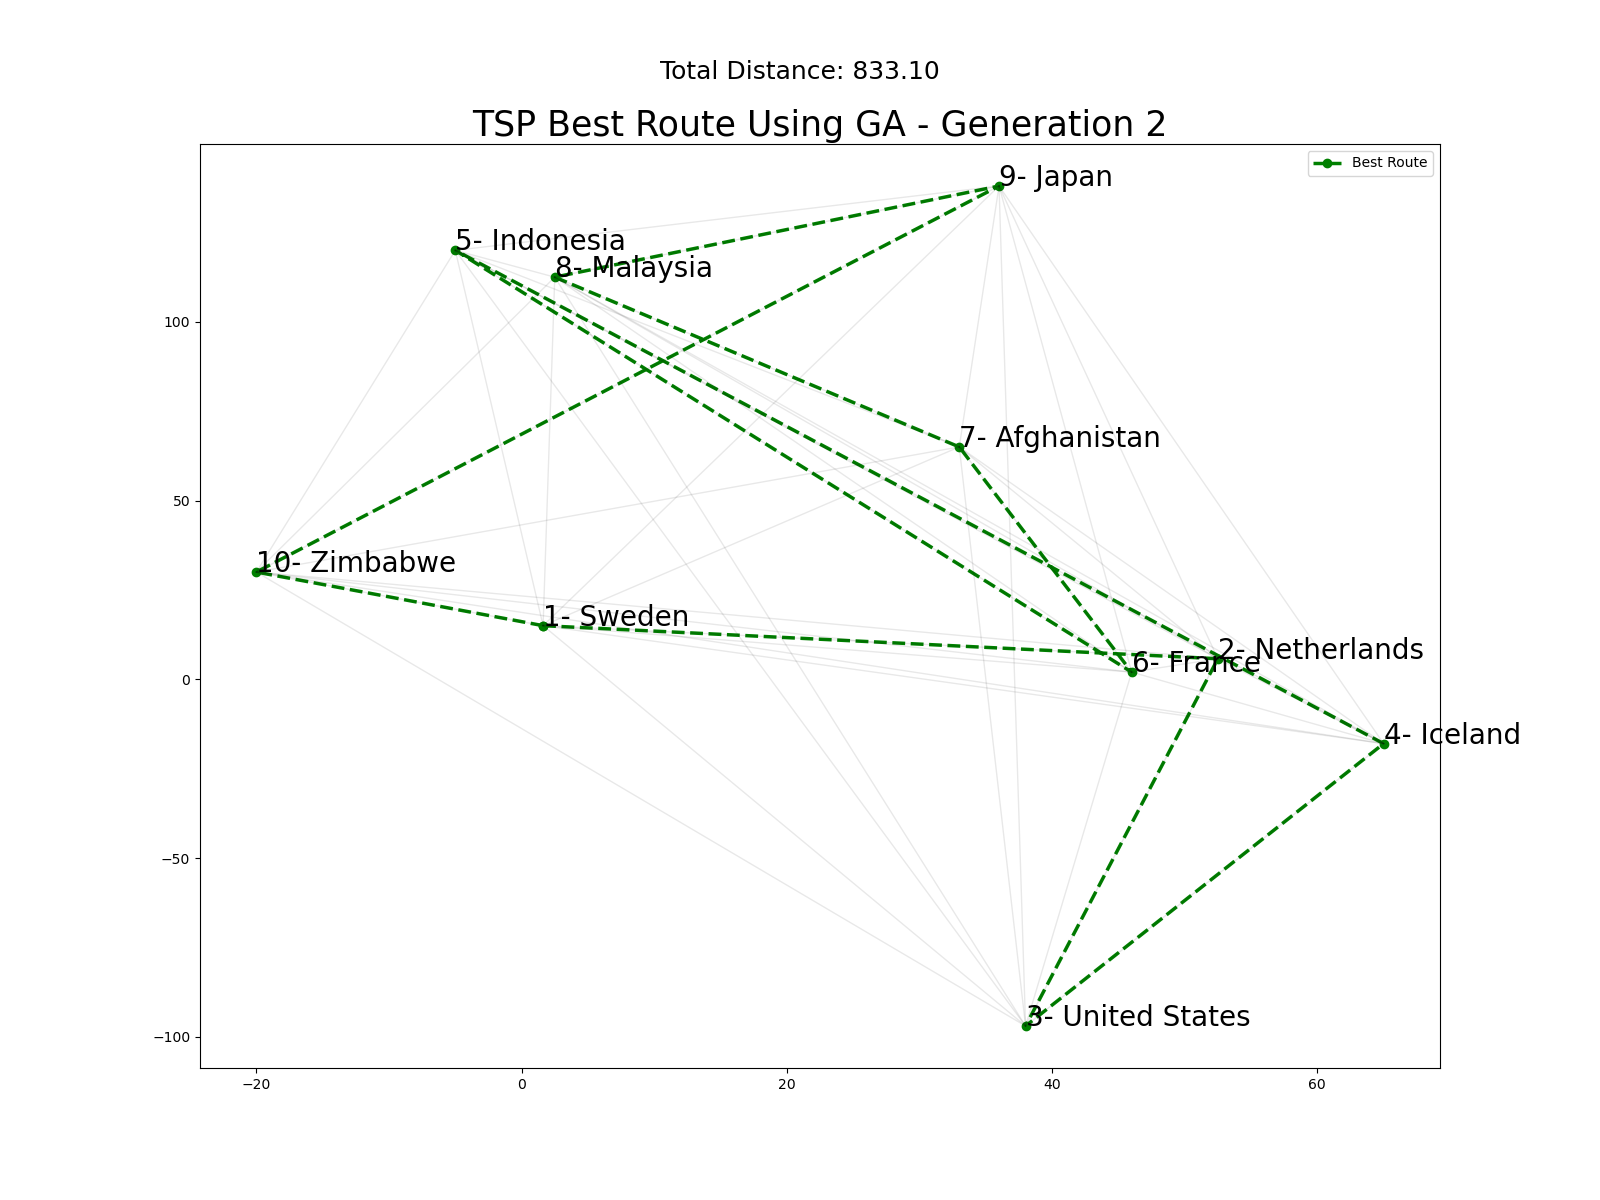 Total Distance: 833.10
TSP Best Route Using GA - Generation 2
Best Route
9- Japan
5- Indonesia
8- Malaysia
7- Afghanistan
10- Zimbabwe
1- Sweden
2- Netherlands
6- France
4- Iceland
3- United States
100
50
0
−50
−100
−20
0
20
40
60